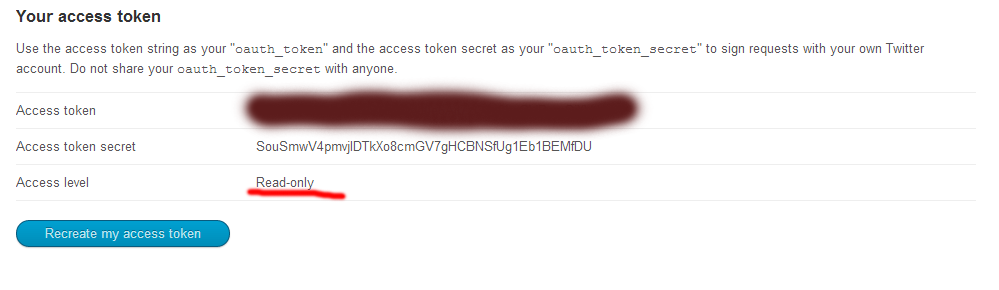 Your access token
Use the access token string as your "oauth_token" and the access token secret as your "oauth_token_secret" to sign requests with your own Twitter
account. Do not share your oauth_token_secret with anyone.
Access token
Access token secret SouSmwV4pmvjIDTkXo8cmGV7gHCBNSfUg1Eb1BEMfDU
Access level Read-only
Recreate my access token